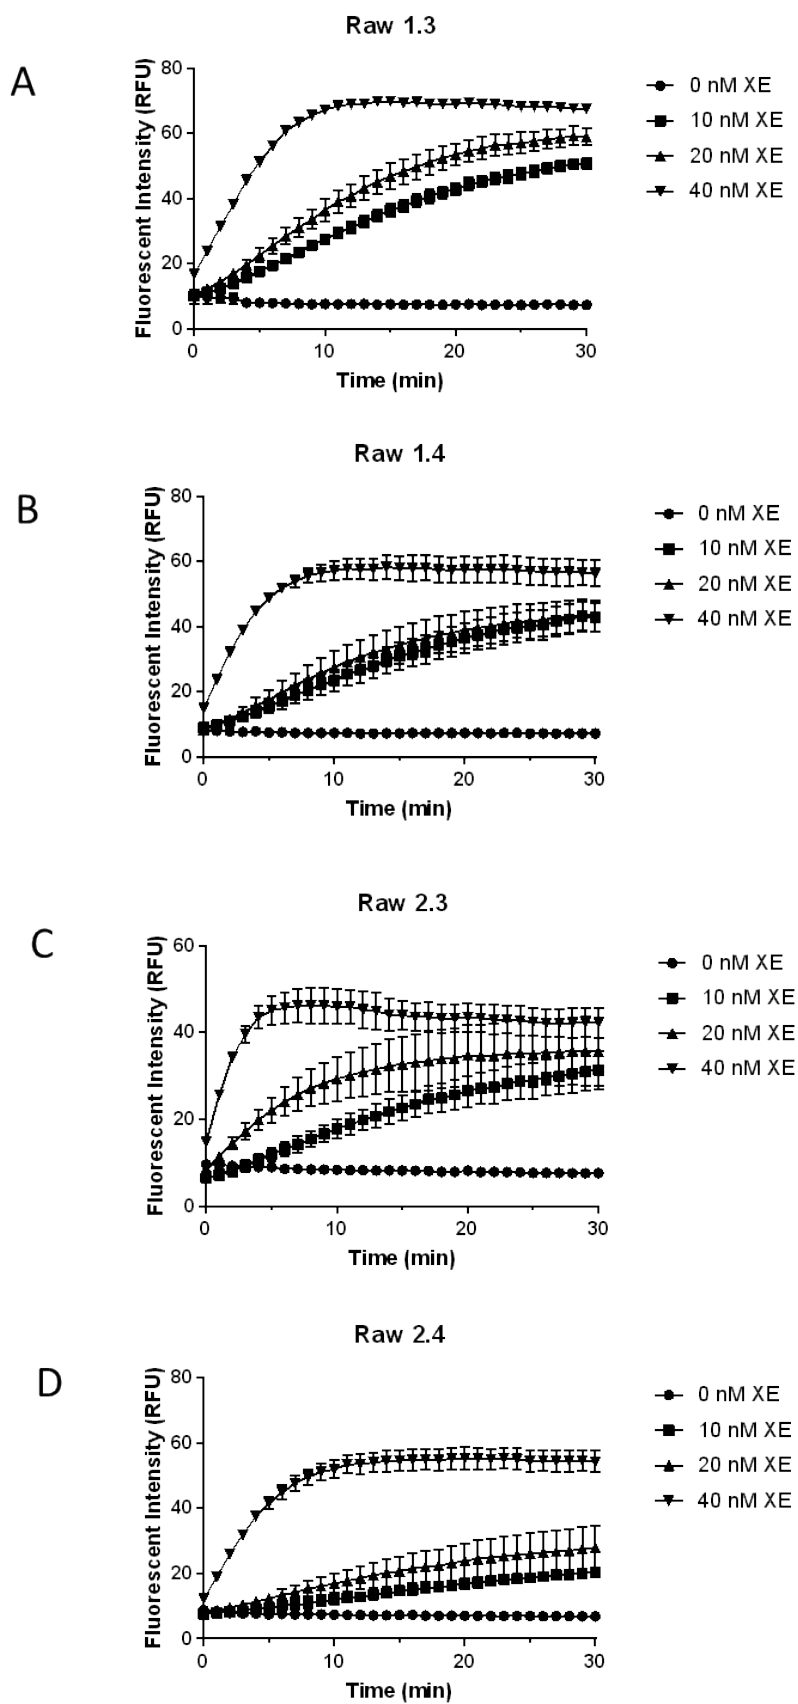 Raw 1.3
A
Fluorescent Intensity (RFU)
80
60
40
20
0
0 10 20 30
Time (min)
0 nM XE
10 nM XE
20 nM XE
40 nM XE
Raw 1.4
B
Fluorescent Intensity (RFU)
80
60
40
20
0
0 10 20 30
Time (min)
0 nM XE
10 nM XE
20 nM XE
40 nM XE
Raw 2.3
C
Fluorescent Intensity (RFU)
60
40
20
0
0 10 20 30
Time (min)
0 nM XE
10 nM XE
20 nM XE
40 nM XE
Raw 2.4
D
Fluorescent Intensity (RFU)
80
60
40
20
0
0 10 20 30
Time (min)
0 nM XE
10 nM XE
20 nM XE
40 nM XE